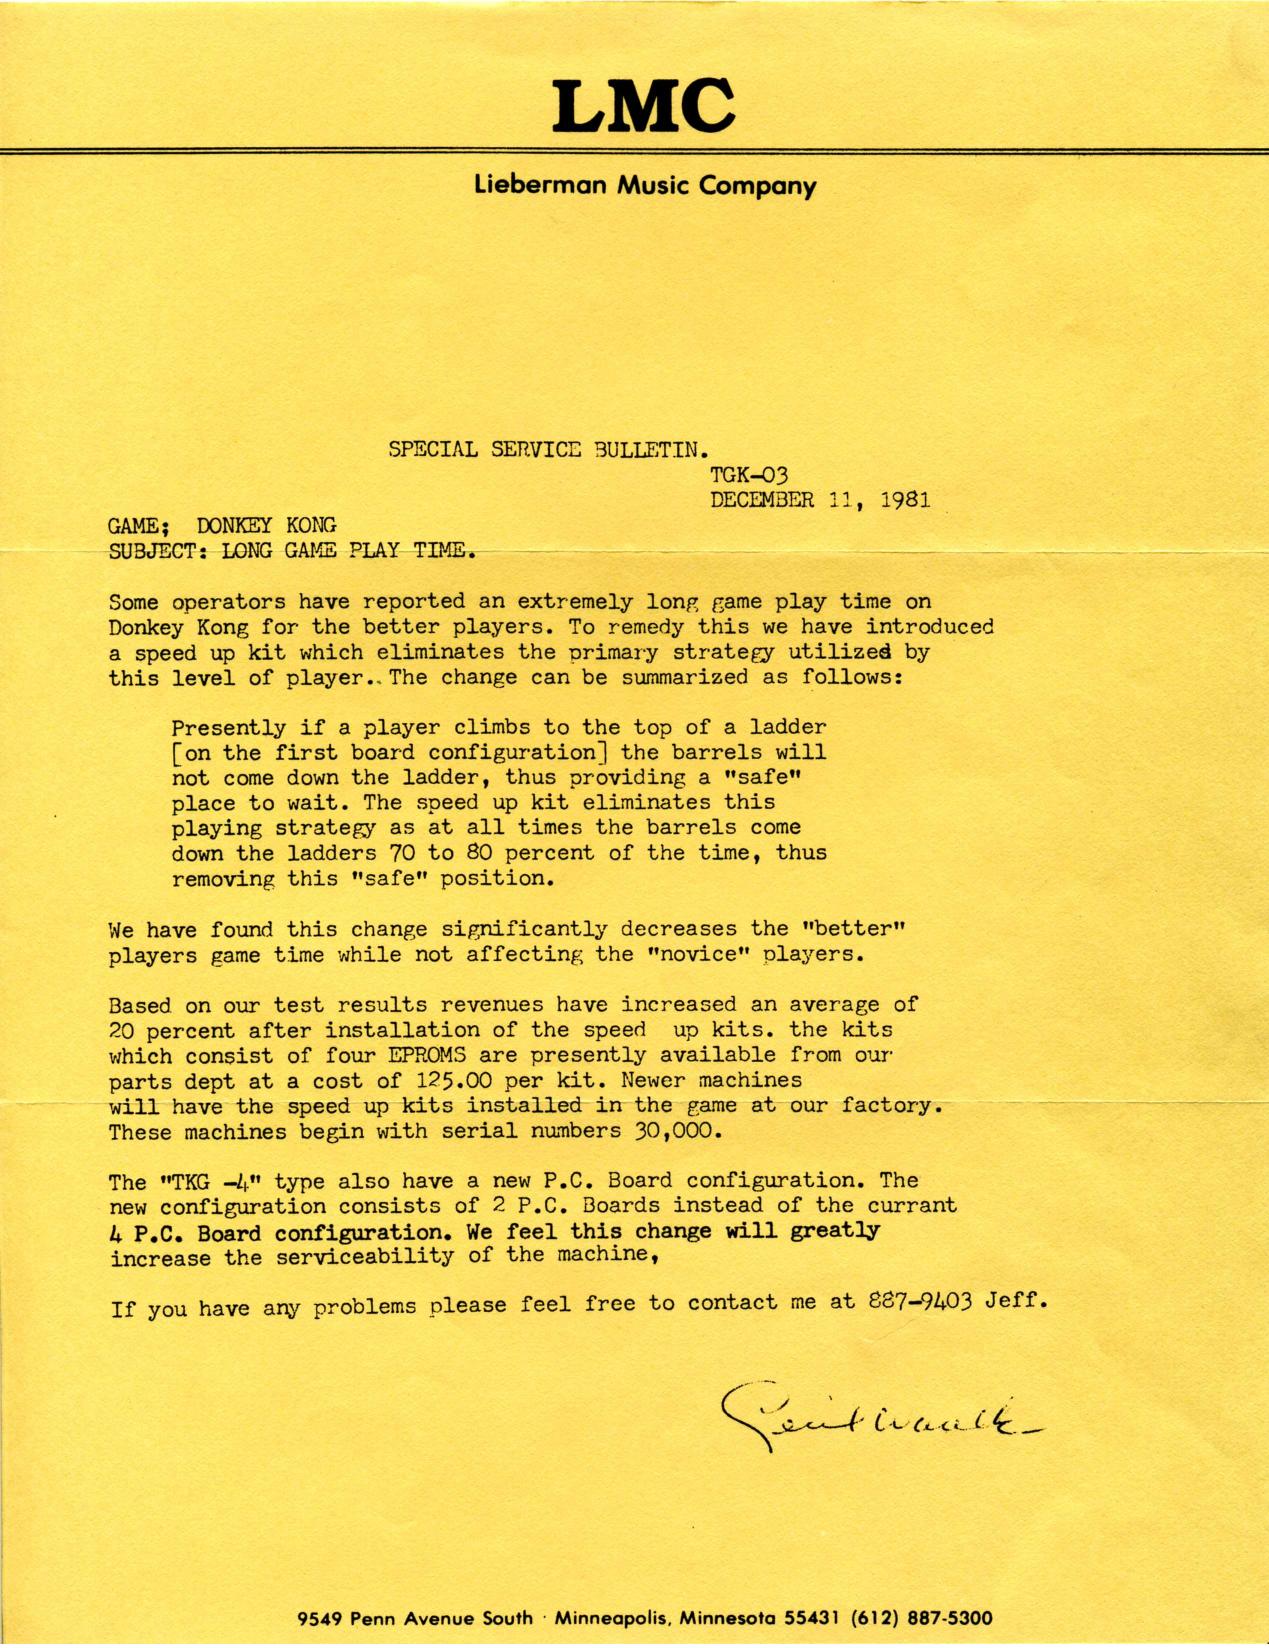 LMC
Lieberman Music Company
SPECIAL SERVICE BULLETIN.
TGK-03
DECEMBER 11, 1981
GAME; DONKEY KONG
SUBJECT: LONG GAME PLAY TIME.
Some operators have reported an extremely long game play time on
Donkey Kong for the better players. To remedy this we have introduced
a speed up kit which eliminates the primary strategy utilized by
this level of player.. The change can be summarized as follows:
Presently if a player climbs to the top of a ladder
[on the first board configuration] the barrels will
not come down the ladder, thus providing a "safe"
place to wait. The speed up kit eliminates this
playing strategy as at all times the barrels come
down the ladders 70 to 80 percent of the time, thus
removing this "safe" position.
We have found this change significantly decreases the "better"
players game time while not affecting the "novice" players.
Based on our test results revenues have increased an average of
20 percent after installation of the speed up kits. the kits
which consist of four EPROMS are presently available from our
parts dept at a cost of 125.00 per kit. Newer machines
will have the speed up kits installed in the game at our factory.
These machines begin with serial numbers 30,000.
The "TKG -4" type also have a new P.C. Board configuration. The
new configuration consists of 2 P.C. Boards instead of the currant
4 P.C. Board configuration. We feel this change will greatly
increase the serviceability of the machine,
If you have any problems please feel free to contact me at 887-9403 Jeff.
9549 Penn Avenue South · Minneapolis, Minnesota 55431 (612) 887-5300